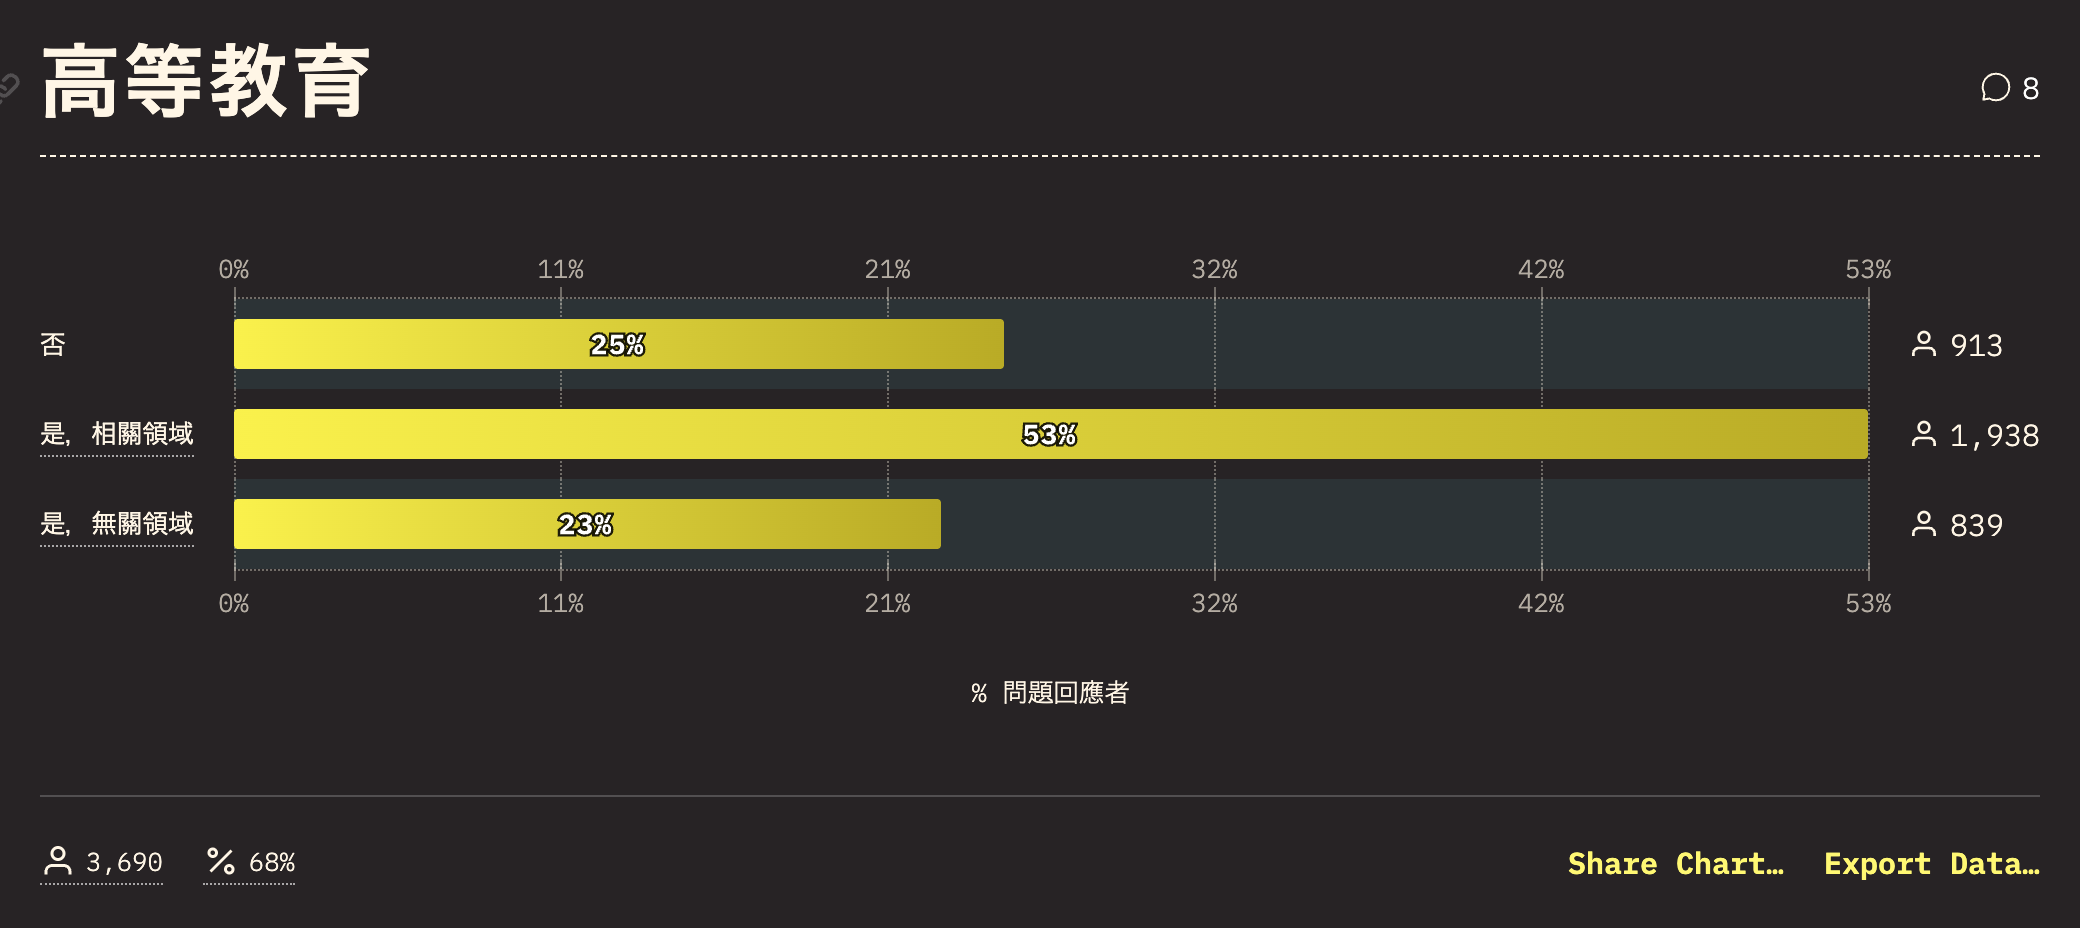 高等教育
8
0% 11% 21% 32% 42% 53%
否 25% 913
是，相關領域 53% 1,938
是，無關領域 23% 839
0% 11% 21% 32% 42% 53%
% 問題回應者
3,690 68% Share Chart… Export Data…